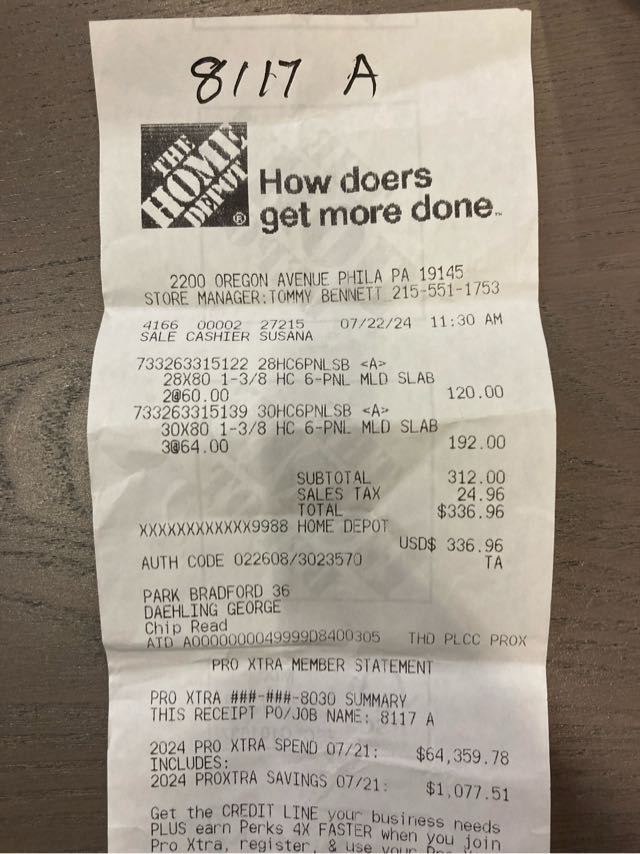 8117 A
THE
HOME
DEPOT
®
How doers
get more done™
2200 OREGON AVENUE PHILA PA 19145
STORE MANAGER:TOMMY BENNETT 215-551-1753
4166 00002 27215 07/22/24 11:30 AM
SALE CASHIER SUSANA
733263315122 28HC6PNLSB <A>
28X80 1-3/8 HC 6-PNL MLD SLAB
2@60.00 120.00
733263315139 30HC6PNLSB <A>
30X80 1-3/8 HC 6-PNL MLD SLAB
3@64.00 192.00
SUBTOTAL 312.00
SALES TAX 24.96
TOTAL $336.96
XXXXXXXXXXXX9988 HOME DEPOT
USD$ 336.96
AUTH CODE 022608/3023570 TA
PARK BRADFORD 36
DAEHLING GEORGE
Chip Read
AID A0000000049999D8400305 THD PLCC PROX
PRO XTRA MEMBER STATEMENT
PRO XTRA ###-###-8030 SUMMARY
THIS RECEIPT PO/JOB NAME: 8117 A
2024 PRO XTRA SPEND 07/21: $64,359.78
INCLUDES:
2024 PROXTRA SAVINGS 07/21: $1,077.51
Get the CREDIT LINE your business needs
PLUS earn Perks 4X FASTER when you join
Pro Xtra, register, & use your